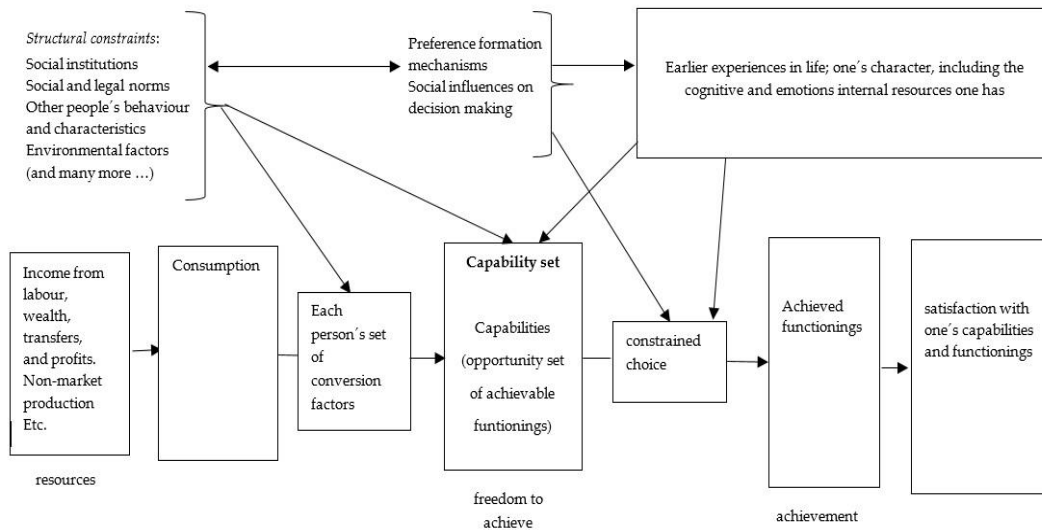 Structural constraints:
Social institutions
Social and legal norms
Other people´s behaviour
and characteristics
Environmental factors
(and many more …)
Preference formation
mechanisms
Social influences on
decision making
Earlier experiences in life; one´s character, including the
cognitive and emotions internal resources one has
Income from
labour,
wealth,
transfers,
and profits.
Non-market
production
Etc.
resources
Consumption
Each
person´s set
of
conversion
factors
Capability set
Capabilities
(opportunity set
of achievable
funtionings)
freedom to
achieve
constrained
choice
Achieved
functionings
achievement
satisfaction with
one´s capabilities
and functionings